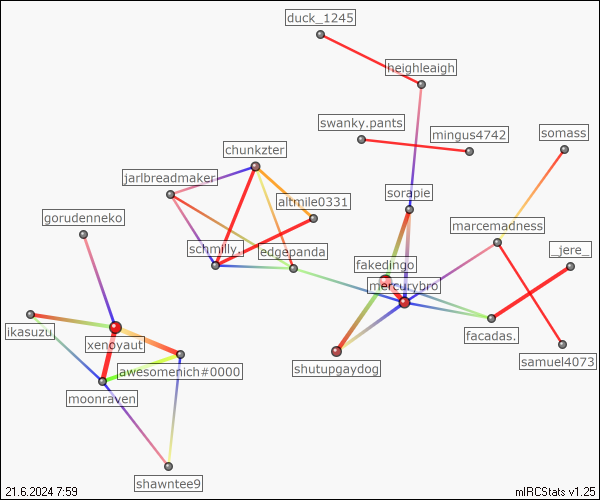 duck_1245
heighleaigh
swanky.pants
mingus4742
somass
chunkzter
jarlbreadmaker
altmile0331
sorapie
gorudenneko
marcemadness
schmilly.
edgepanda
_jere_
fakedingo
mercurybro
ikasuzu
xenovaut
facadas.
awesomenich#0000
shutupgaydog
samuel4073
moonraven
shawntee9
21.6.2024 7:59
mIRCStats v1.25